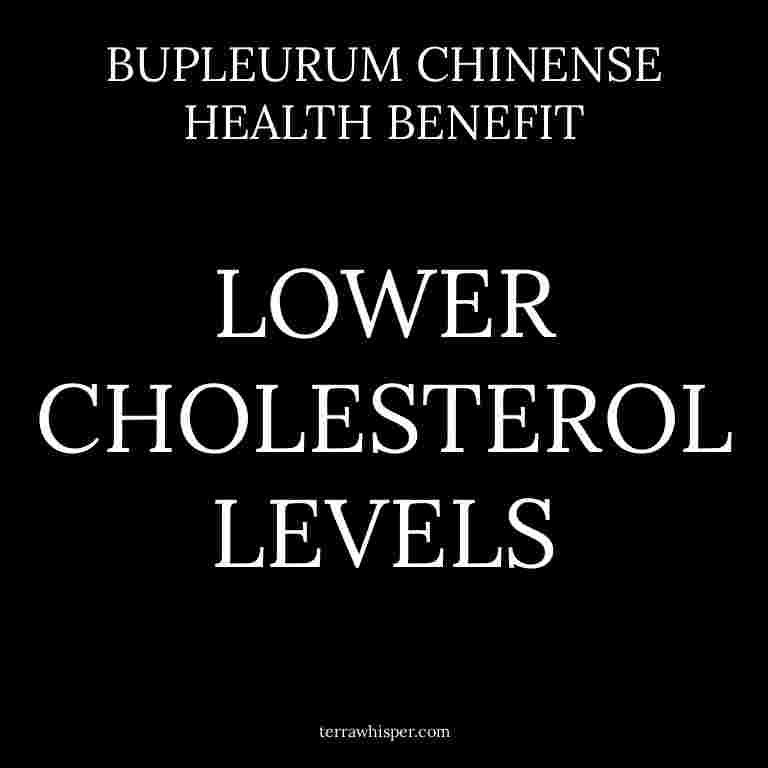 BUPLEURUM CHINENSE
HEALTH BENEFIT
LOWER
CHOLESTEROL
LEVELS
terrawhisper.com